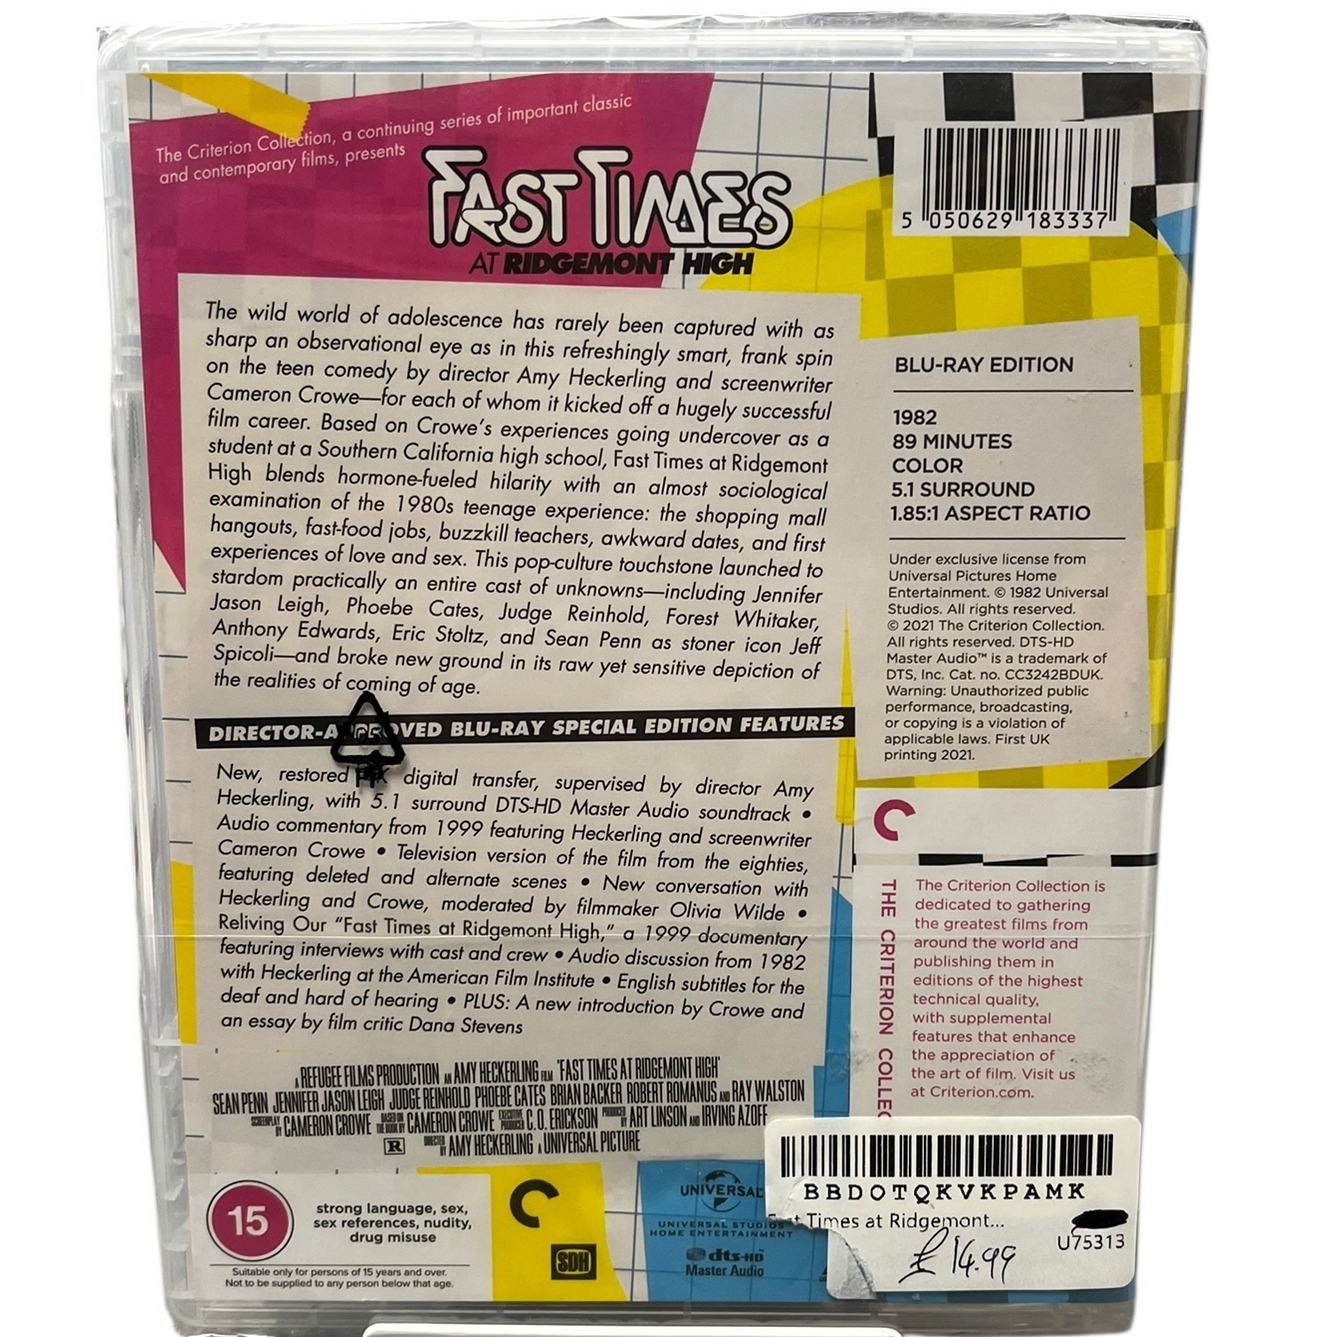 The Criterion Collection, a continuing series of important classic
and contemporary films, presents
FAST TIMES
AT RIDGEMONT HIGH
5 050629 183337
The wild world of adolescence has rarely been captured with as
sharp an observational eye as in this refreshingly smart, frank spin
on the teen comedy by director Amy Heckerling and screenwriter
Cameron Crowe—for each of whom it kicked off a hugely successful
film career. Based on Crowe's experiences going undercover as a
student at a Southern California high school, Fast Times at Ridgemont
High blends hormone-fueled hilarity with an almost sociological
examination of the 1980s teenage experience: the shopping mall
hangouts, fast-food jobs, buzzkill teachers, awkward dates, and first
experiences of love and sex. This pop-culture touchstone launched to
stardom practically an entire cast of unknowns—including Jennifer
Jason Leigh, Phoebe Cates, Judge Reinhold, Forest Whitaker,
Anthony Edwards, Eric Stoltz, and Sean Penn as stoner icon Jeff
Spicoli—and broke new ground in its raw yet sensitive depiction of
the realities of coming of age.
DIRECTOR-APPROVED BLU-RAY SPECIAL EDITION FEATURES
New, restored digital transfer, supervised by director Amy
Heckerling, with 5.1 surround DTS-HD Master Audio soundtrack •
Audio commentary from 1999 featuring Heckerling and screenwriter
Cameron Crowe • Television version of the film from the eighties,
featuring deleted and alternate scenes • New conversation with
Heckerling and Crowe, moderated by filmmaker Olivia Wilde •
Reliving Our "Fast Times at Ridgemont High," a 1999 documentary
featuring interviews with cast and crew • Audio discussion from 1982
with Heckerling at the American Film Institute • English subtitles for the
deaf and hard of hearing • PLUS: A new introduction by Crowe and
an essay by film critic Dana Stevens
A REFUGEE FILMS PRODUCTION AN AMY HECKERLING FILM 'FAST TIMES AT RIDGEMONT HIGH'
SEAN PENN JENNIFER JASON LEIGH JUDGE REINHOLD PHOEBE CATES BRIAN BACKER ROBERT ROMANUS AND RAY WALSTON
SCREENPLAY BY CAMERON CROWE BASED ON THE BOOK BY CAMERON CROWE EXECUTIVE PRODUCER C.O. ERICKSON PRODUCED BY ART LINSON AND IRVING AZOFF
R DIRECTED BY AMY HECKERLING A UNIVERSAL PICTURE
BLU-RAY EDITION
1982
89 MINUTES
COLOR
5.1 SURROUND
1.85:1 ASPECT RATIO
Under exclusive license from
Universal Pictures Home
Entertainment. © 1982 Universal
Studios. All rights reserved.
© 2021 The Criterion Collection.
All rights reserved. DTS-HD
Master Audio™ is a trademark of
DTS, Inc. Cat. no. CC3242BDUK.
Warning: Unauthorized public
performance, broadcasting,
or copying is a violation of
applicable laws. First UK
printing 2021.
THE CRITERION COLLEC
The Criterion Collection is
dedicated to gathering
the greatest films from
around the world and
publishing them in
editions of the highest
technical quality,
with supplemental
features that enhance
the appreciation of
the art of film. Visit us
at Criterion.com.
15
strong language, sex,
sex references, nudity,
drug misuse
Suitable only for persons of 15 years and over.
Not to be supplied to any person below that age.
SDH
UNIVERSAL
UNIVERSAL STUDIOS
HOME ENTERTAINMENT
dts-HD
Master Audio
BBDOTQKVKPAMK
Times at Ridgemont...
U75313
£14.99